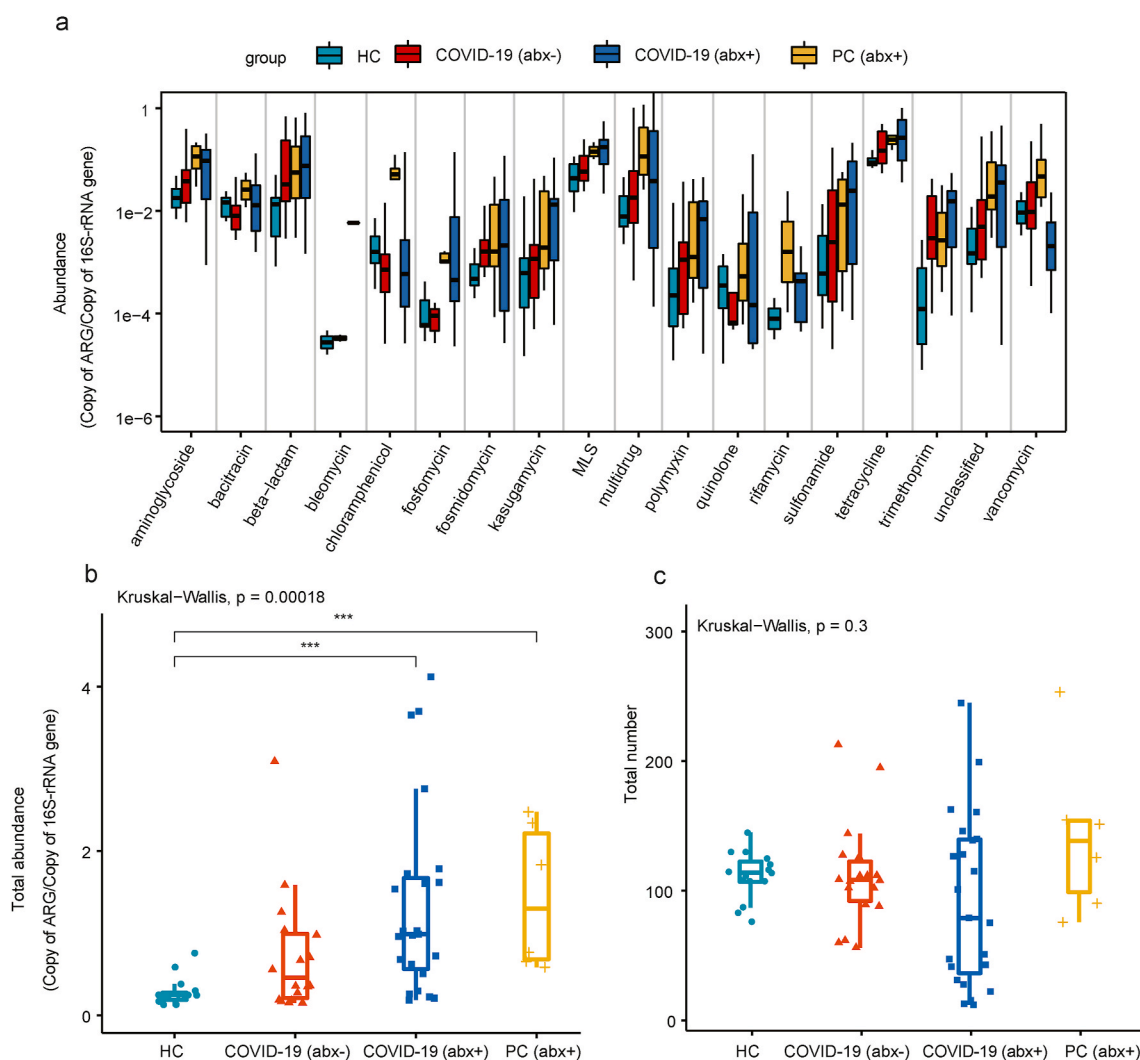 a
group HC COVID-19 (abx-) COVID-19 (abx+) PC (abx+)
Abundance
(Copy of ARG/Copy of 16S-rRNA gene)
1
1e−2
1e−4
1e−6
aminoglycoside
bacitracin
beta−lactam
bleomycin
chloramphenicol
fosfomycin
fosmidomycin
kasugamycin
MLS
multidrug
polymyxin
quinolone
rifamycin
sulfonamide
tetracycline
trimethoprim
unclassified
vancomycin
b
Kruskal−Wallis, p = 0.00018
***
***
Total abundance
(Copy of ARG/Copy of 16S-rRNA gene)
4
2
0
HC COVID-19 (abx-) COVID-19 (abx+) PC (abx+)
c
Kruskal−Wallis, p = 0.3
Total number
300
200
100
0
HC COVID-19 (abx-) COVID-19 (abx+) PC (abx+)